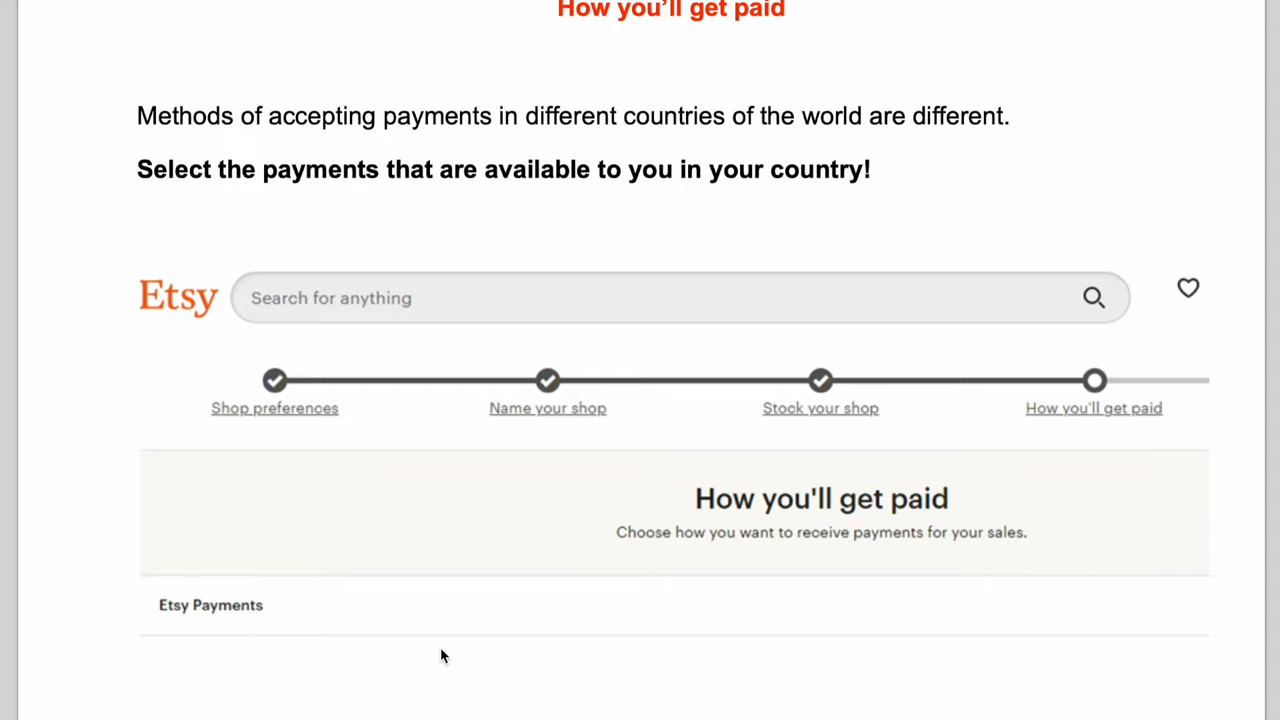 How you’ll get paid
Methods of accepting payments in different countries of the world are different.
Select the payments that are available to you in your country!
Etsy
Search for anything
Shop preferences
Name your shop
Stock your shop
How you'll get paid
How you'll get paid
Choose how you want to receive payments for your sales.
Etsy Payments